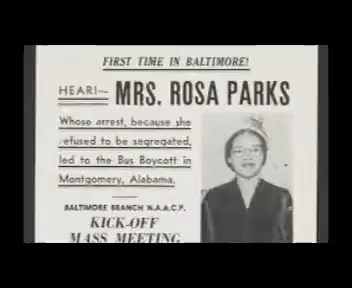 FIRST TIME IN BALTIMORE!
HEAR!— MRS. ROSA PARKS
Whose arrest, because she
refused to be segregated,
led to the Bus Boycott in
Montgomery, Alabama.
BALTIMORE BRANCH N.A.A.C.P.
KICK-OFF
MASS MEETING